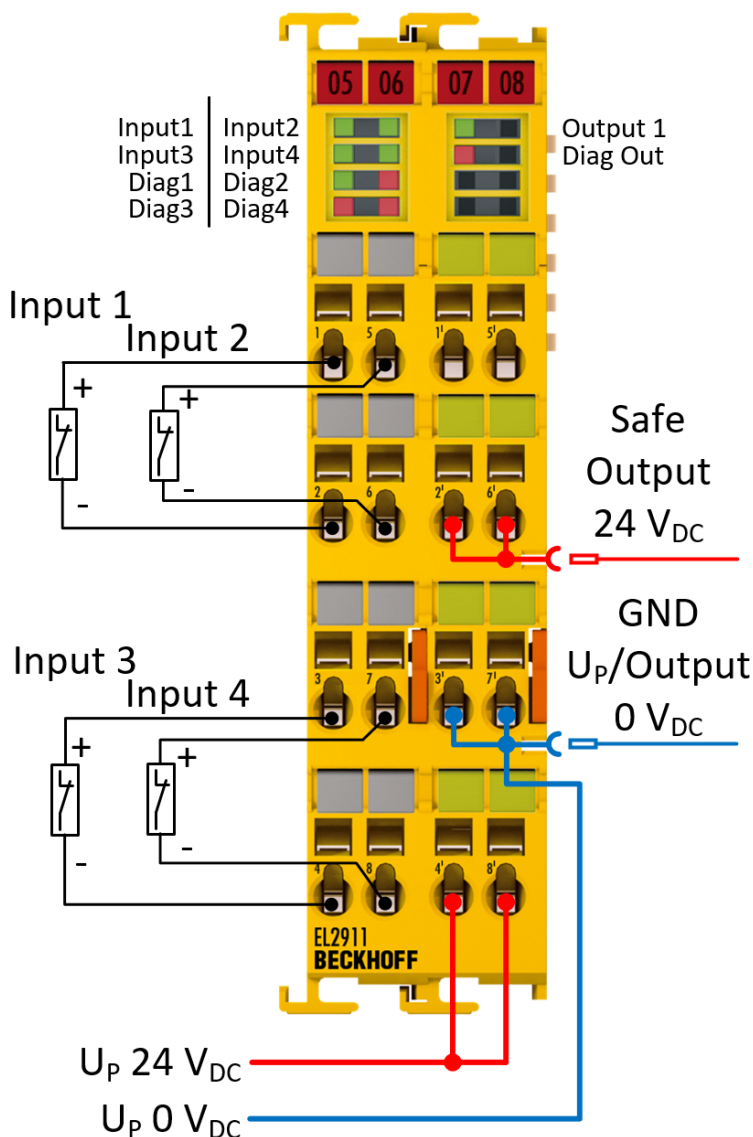 05 06 07 08
Input1 Input2 Output 1
Input3 Input4 Diag Out
Diag1 Diag2
Diag3 Diag4
Input 1
Input 2
1 5 1' 5'
+ +
- -
2 6 2' 6'
Safe
Output
24 VDC
GND
UP/Output
0 VDC
Input 3
Input 4
3 7 3' 7'
+ +
- -
4 8 4' 8'
EL2911
BECKHOFF
UP 24 VDC
UP 0 VDC